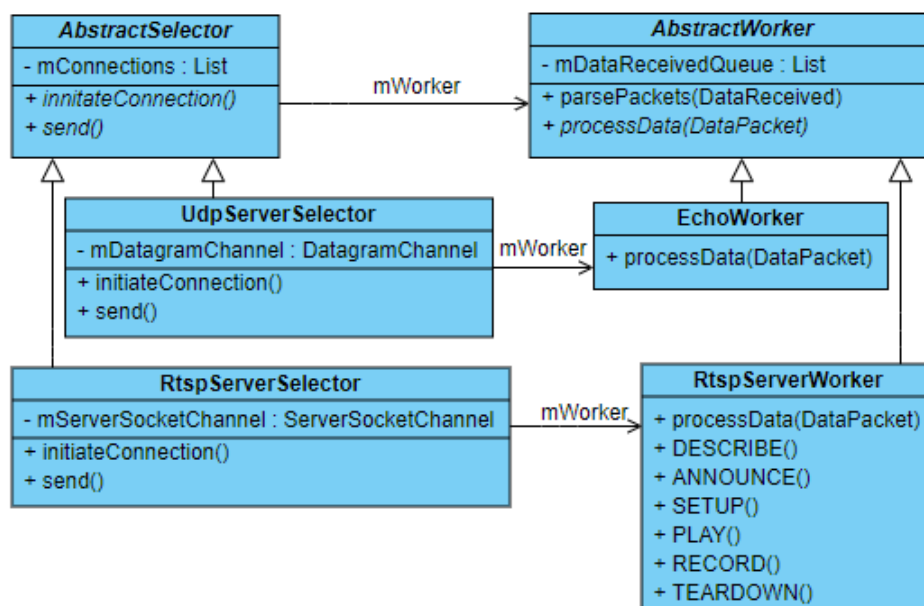 AbstractSelector
- mConnections : List
+ innitateConnection()
+ send()
mWorker
AbstractWorker
- mDataReceivedQueue : List
+ parsePackets(DataReceived)
+ processData(DataPacket)
UdpServerSelector
- mDatagramChannel : DatagramChannel
+ initiateConnection()
+ send()
mWorker
EchoWorker
+ processData(DataPacket)
RtspServerSelector
- mServerSocketChannel : ServerSocketChannel
+ initiateConnection()
+ send()
mWorker
RtspServerWorker
+ processData(DataPacket)
+ DESCRIBE()
+ ANNOUNCE()
+ SETUP()
+ PLAY()
+ RECORD()
+ TEARDOWN()